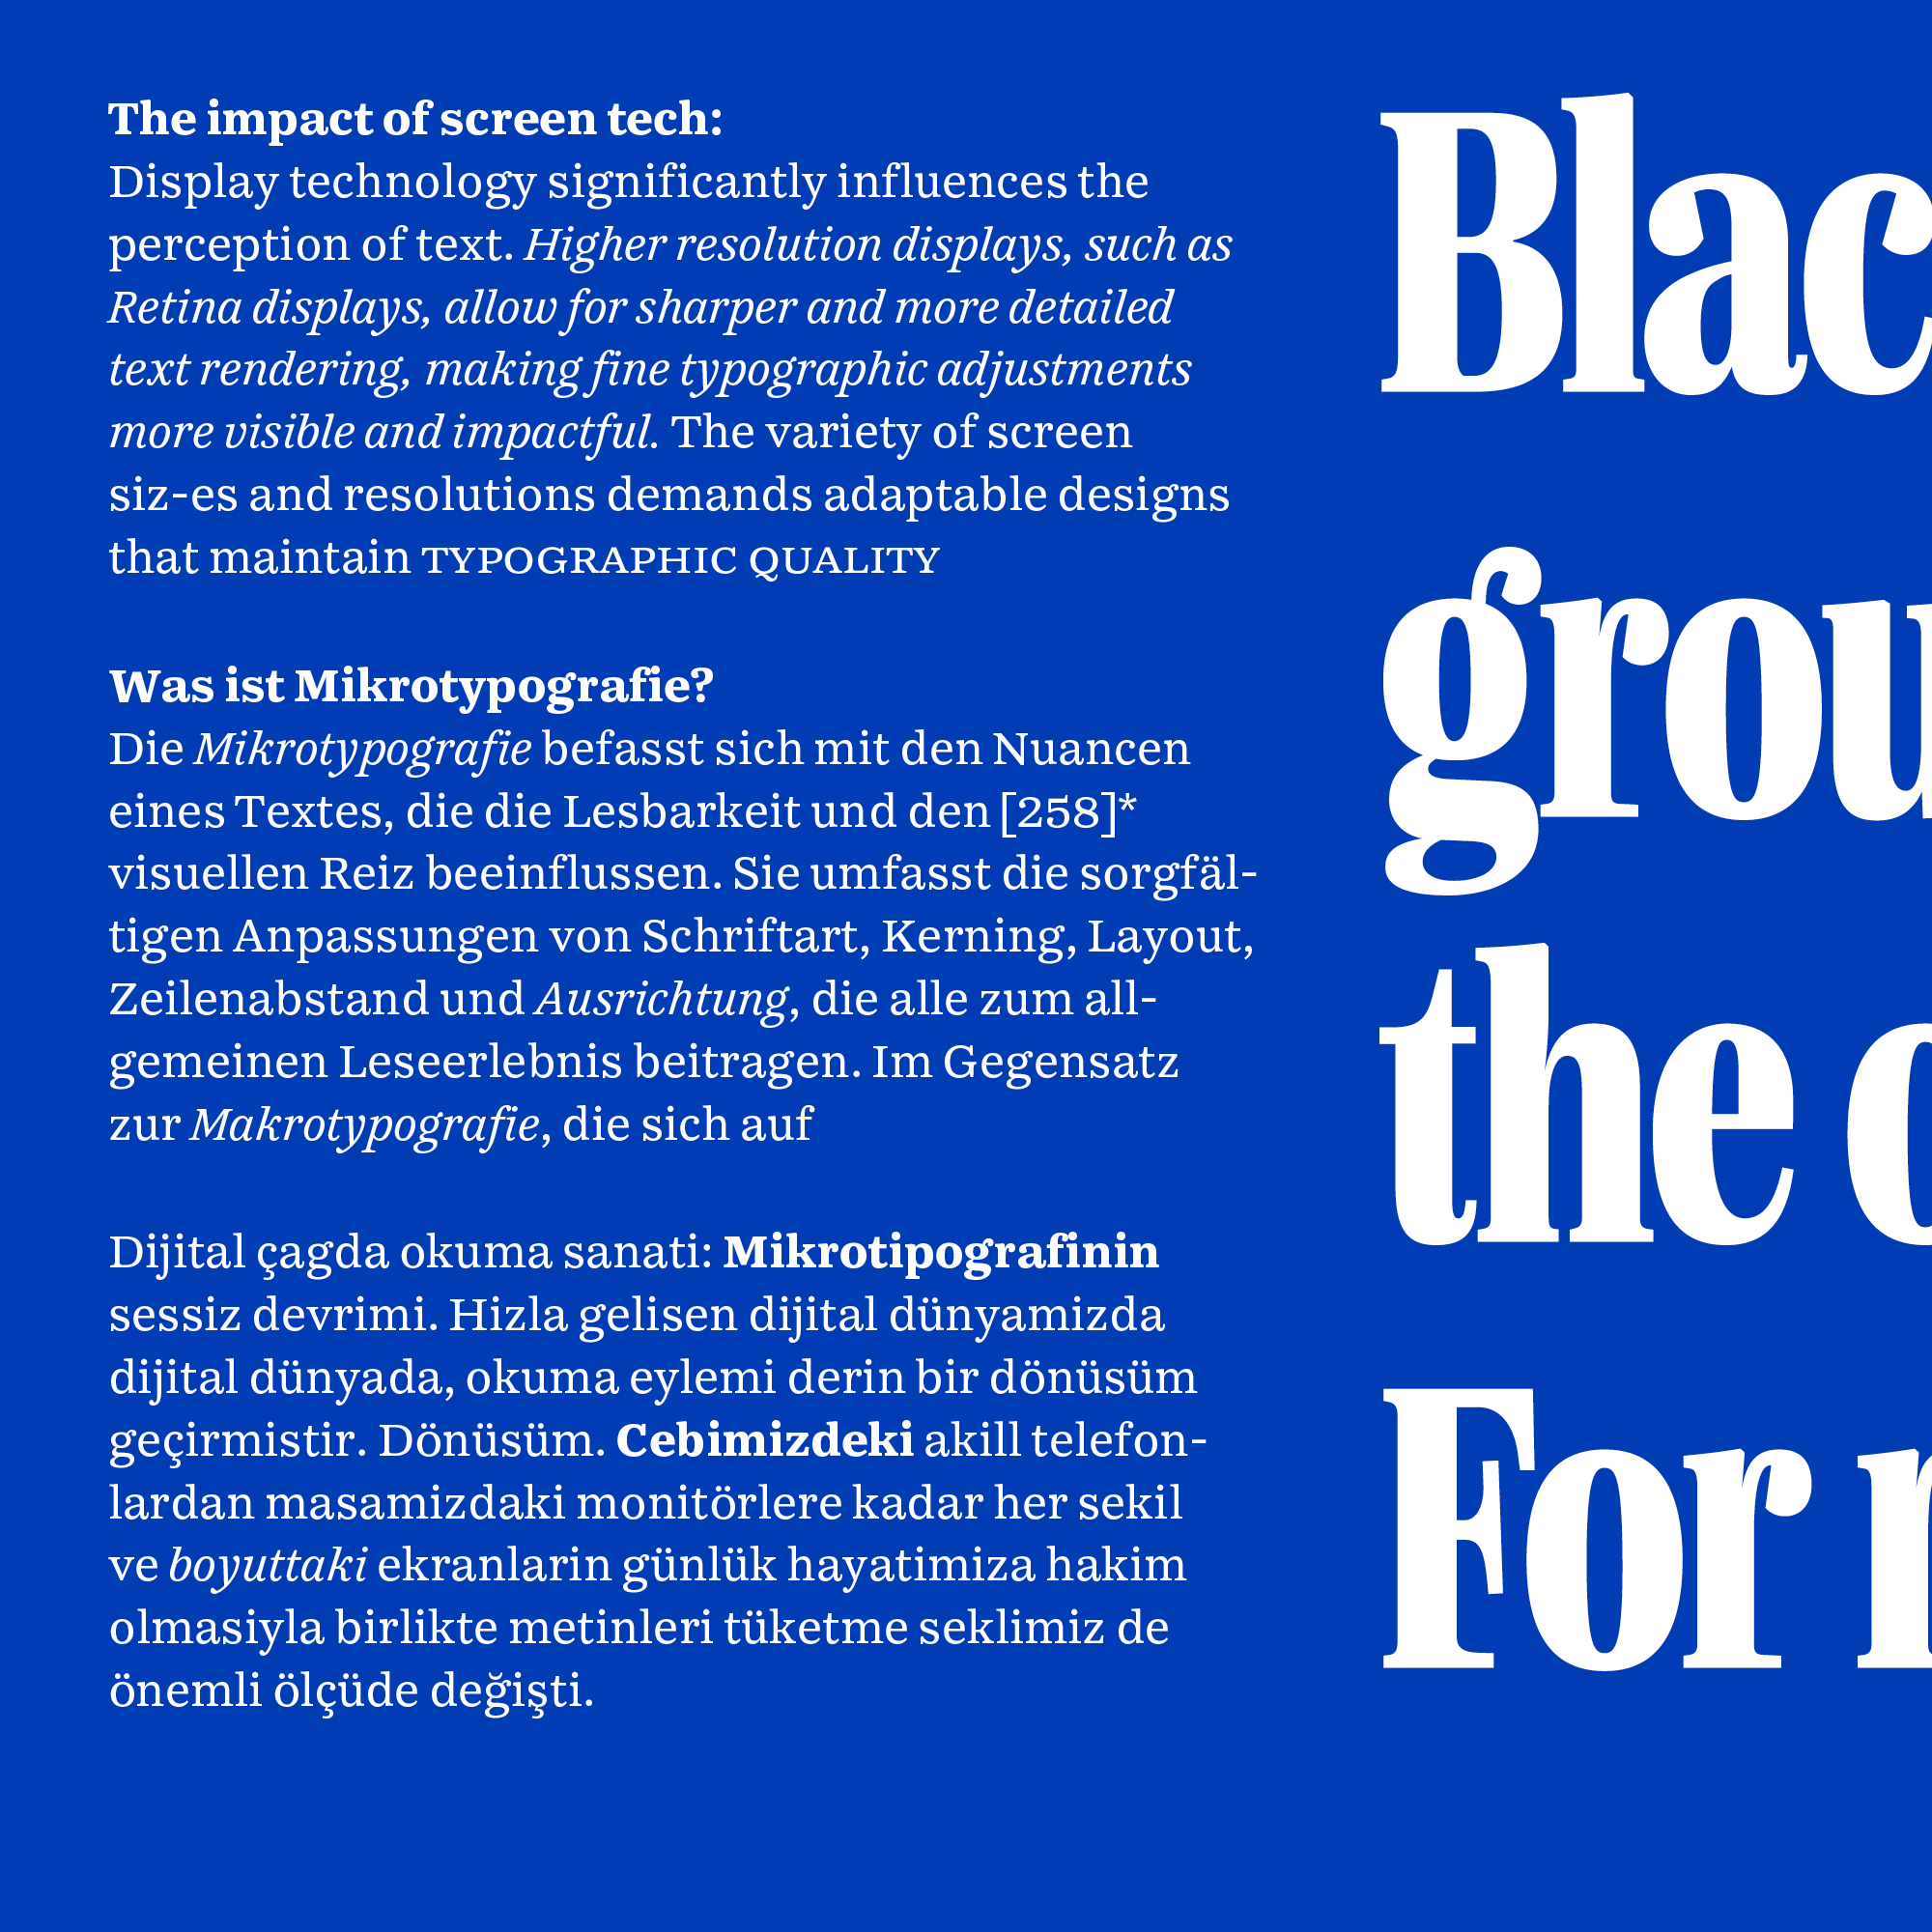 The impact of screen tech:
Display technology significantly influences the
perception of text. Higher resolution displays, such as
Retina displays, allow for sharper and more detailed
text rendering, making fine typographic adjustments
more visible and impactful. The variety of screen
siz-es and resolutions demands adaptable designs
that maintain TYPOGRAPHIC QUALITY
Was ist Mikrotypografie?
Die Mikrotypografie befasst sich mit den Nuancen
eines Textes, die die Lesbarkeit und den [258]*
visuellen Reiz beeinflussen. Sie umfasst die sorgfäl-
tigen Anpassungen von Schriftart, Kerning, Layout,
Zeilenabstand und Ausrichtung, die alle zum all-
gemeinen Leseerlebnis beitragen. Im Gegensatz
zur Makrotypografie, die sich auf
Dijital çagda okuma sanati: Mikrotipografinin
sessiz devrimi. Hizla gelisen dijital dünyamizda
dijital dünyada, okuma eylemi derin bir dönüsüm
geçirmistir. Dönüsüm. Cebimizdeki akill telefon-
lardan masamizdaki monitörlere kadar her sekil
ve boyuttaki ekranlarin günlük hayatimiza hakim
olmasiyla birlikte metinleri tüketme seklimiz de
önemli ölçüde değişti.
Blac
grou
the
For